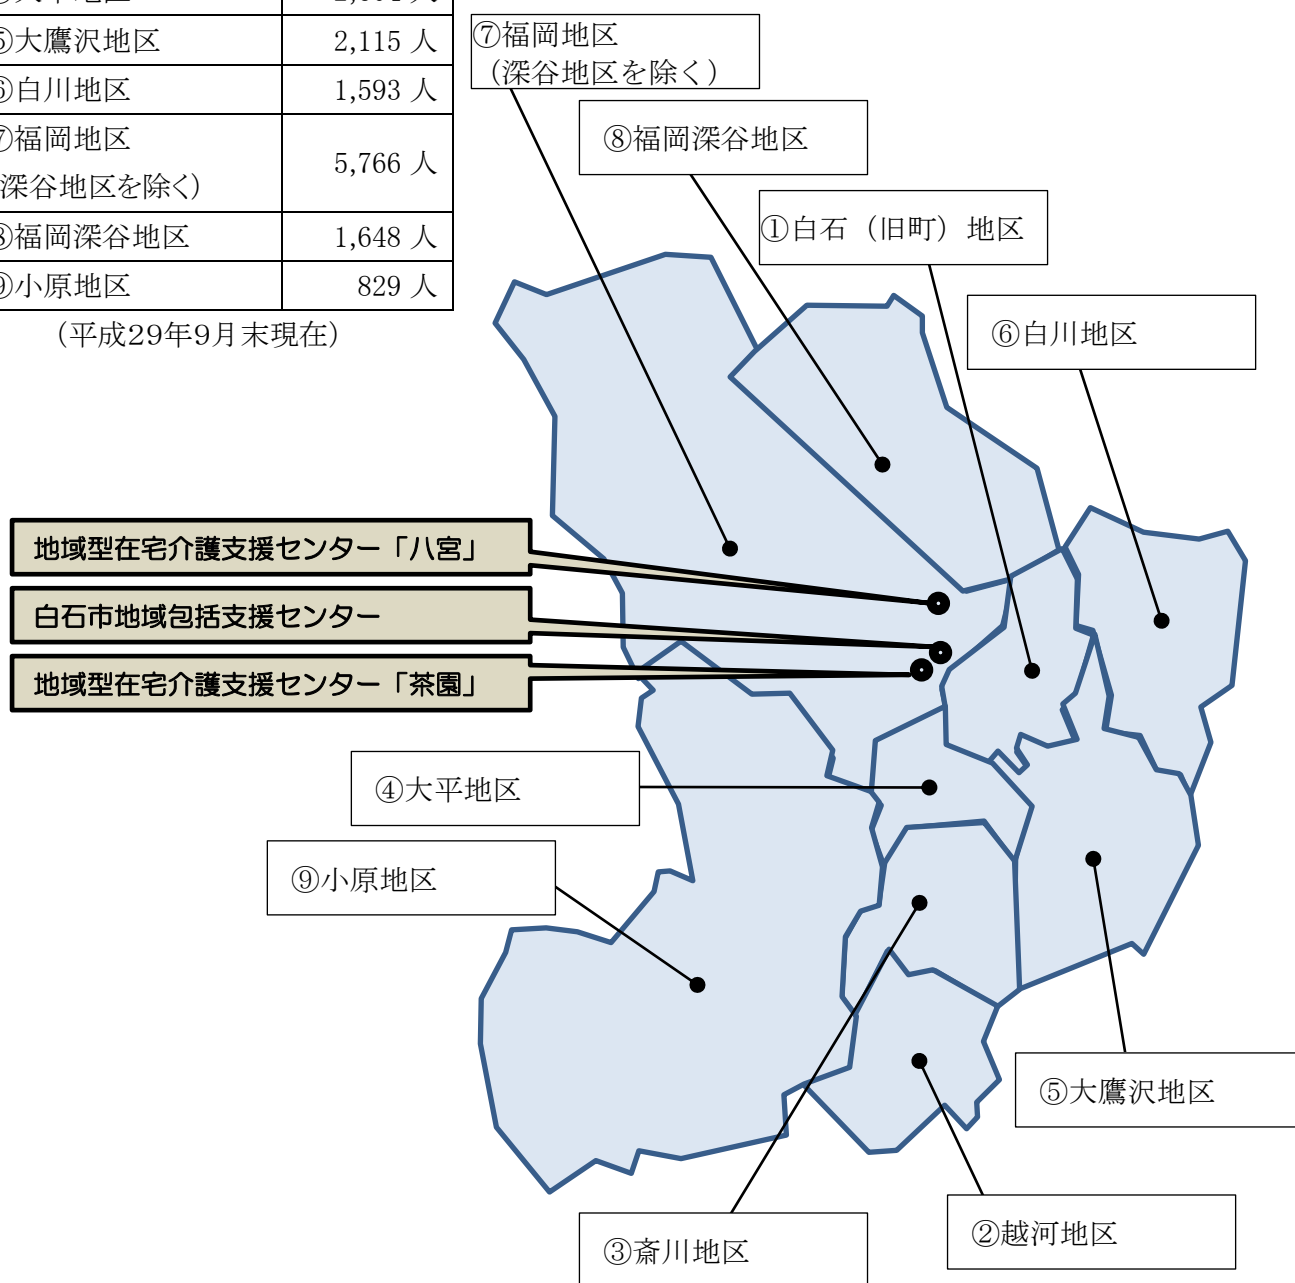 ⑤大鷹沢地区 2,115 人
⑥白川地区 1,593 人
⑦福岡地区
深谷地区を除く） 5,766 人
⑧福岡深谷地区 1,648 人
⑨小原地区 829 人
（平成29年9月末現在）
⑦福岡地区
（深谷地区を除く）
⑧福岡深谷地区
①白石（旧町）地区
⑥白川地区
地域型在宅介護支援センター「八宮」
白石市地域包括支援センター
地域型在宅介護支援センター「茶園」
④大平地区
⑨小原地区
⑤大鷹沢地区
②越河地区
③斎川地区